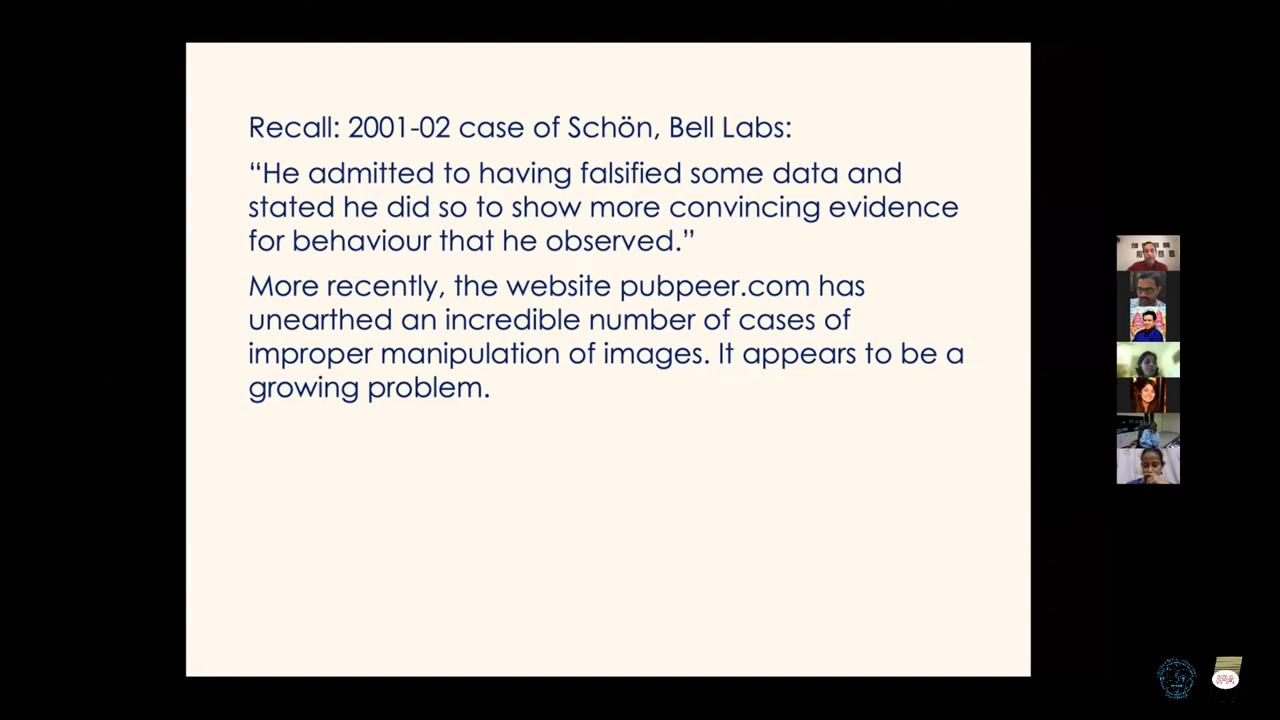 Recall: 2001-02 case of Schön, Bell Labs:
“He admitted to having falsified some data and
stated he did so to show more convincing evidence
for behaviour that he observed.”
More recently, the website pubpeer.com has
unearthed an incredible number of cases of
improper manipulation of images. It appears to be a
growing problem.